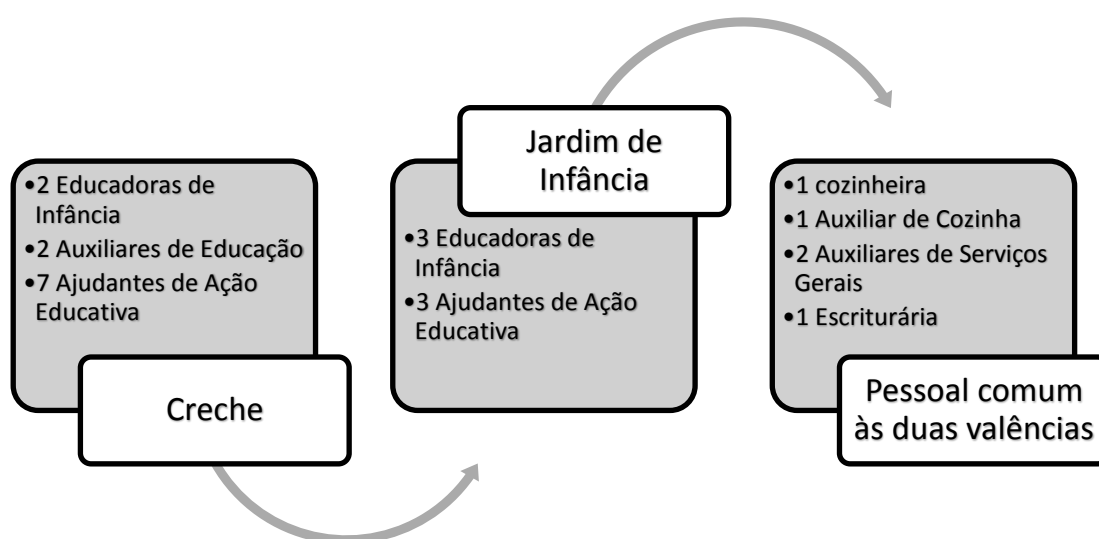 •2 Educadoras de
Infância
•2 Auxiliares de Educação
•7 Ajudantes de Ação
Educativa
Creche
Jardim de
Infância
•3 Educadoras de
Infância
•3 Ajudantes de Ação
Educativa
•1 cozinheira
•1 Auxiliar de Cozinha
•2 Auxiliares de Serviços
Gerais
•1 Escriturária
Pessoal comum
às duas valências